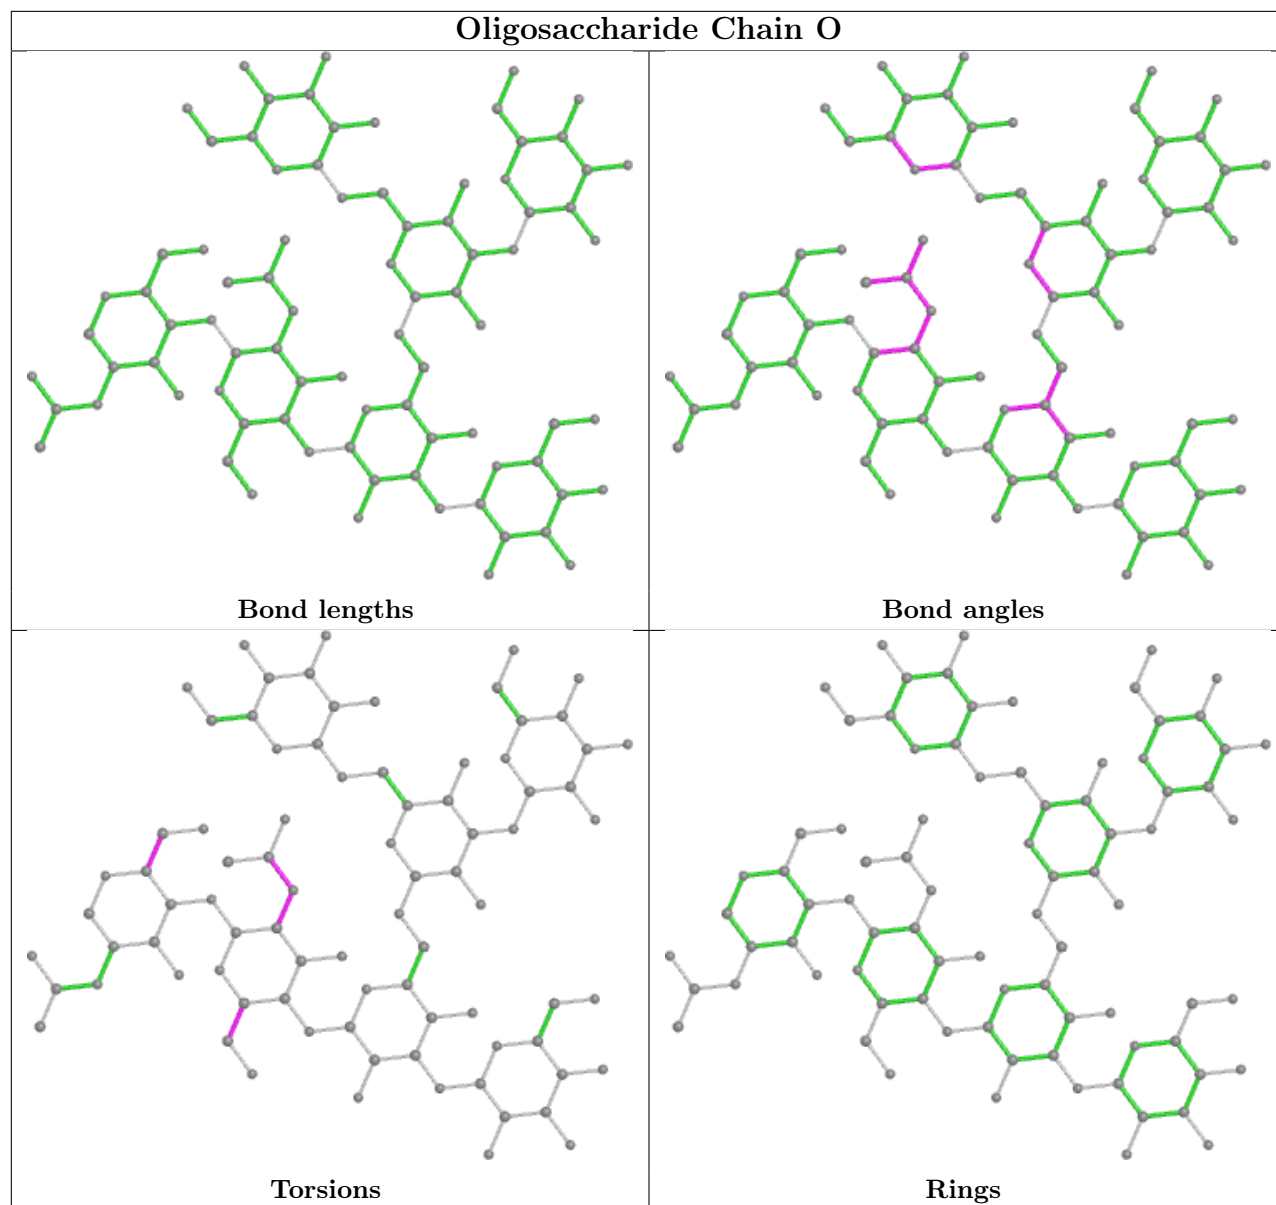 Oligosaccharide Chain O
Bond lengths
Bond angles
Torsions
Rings